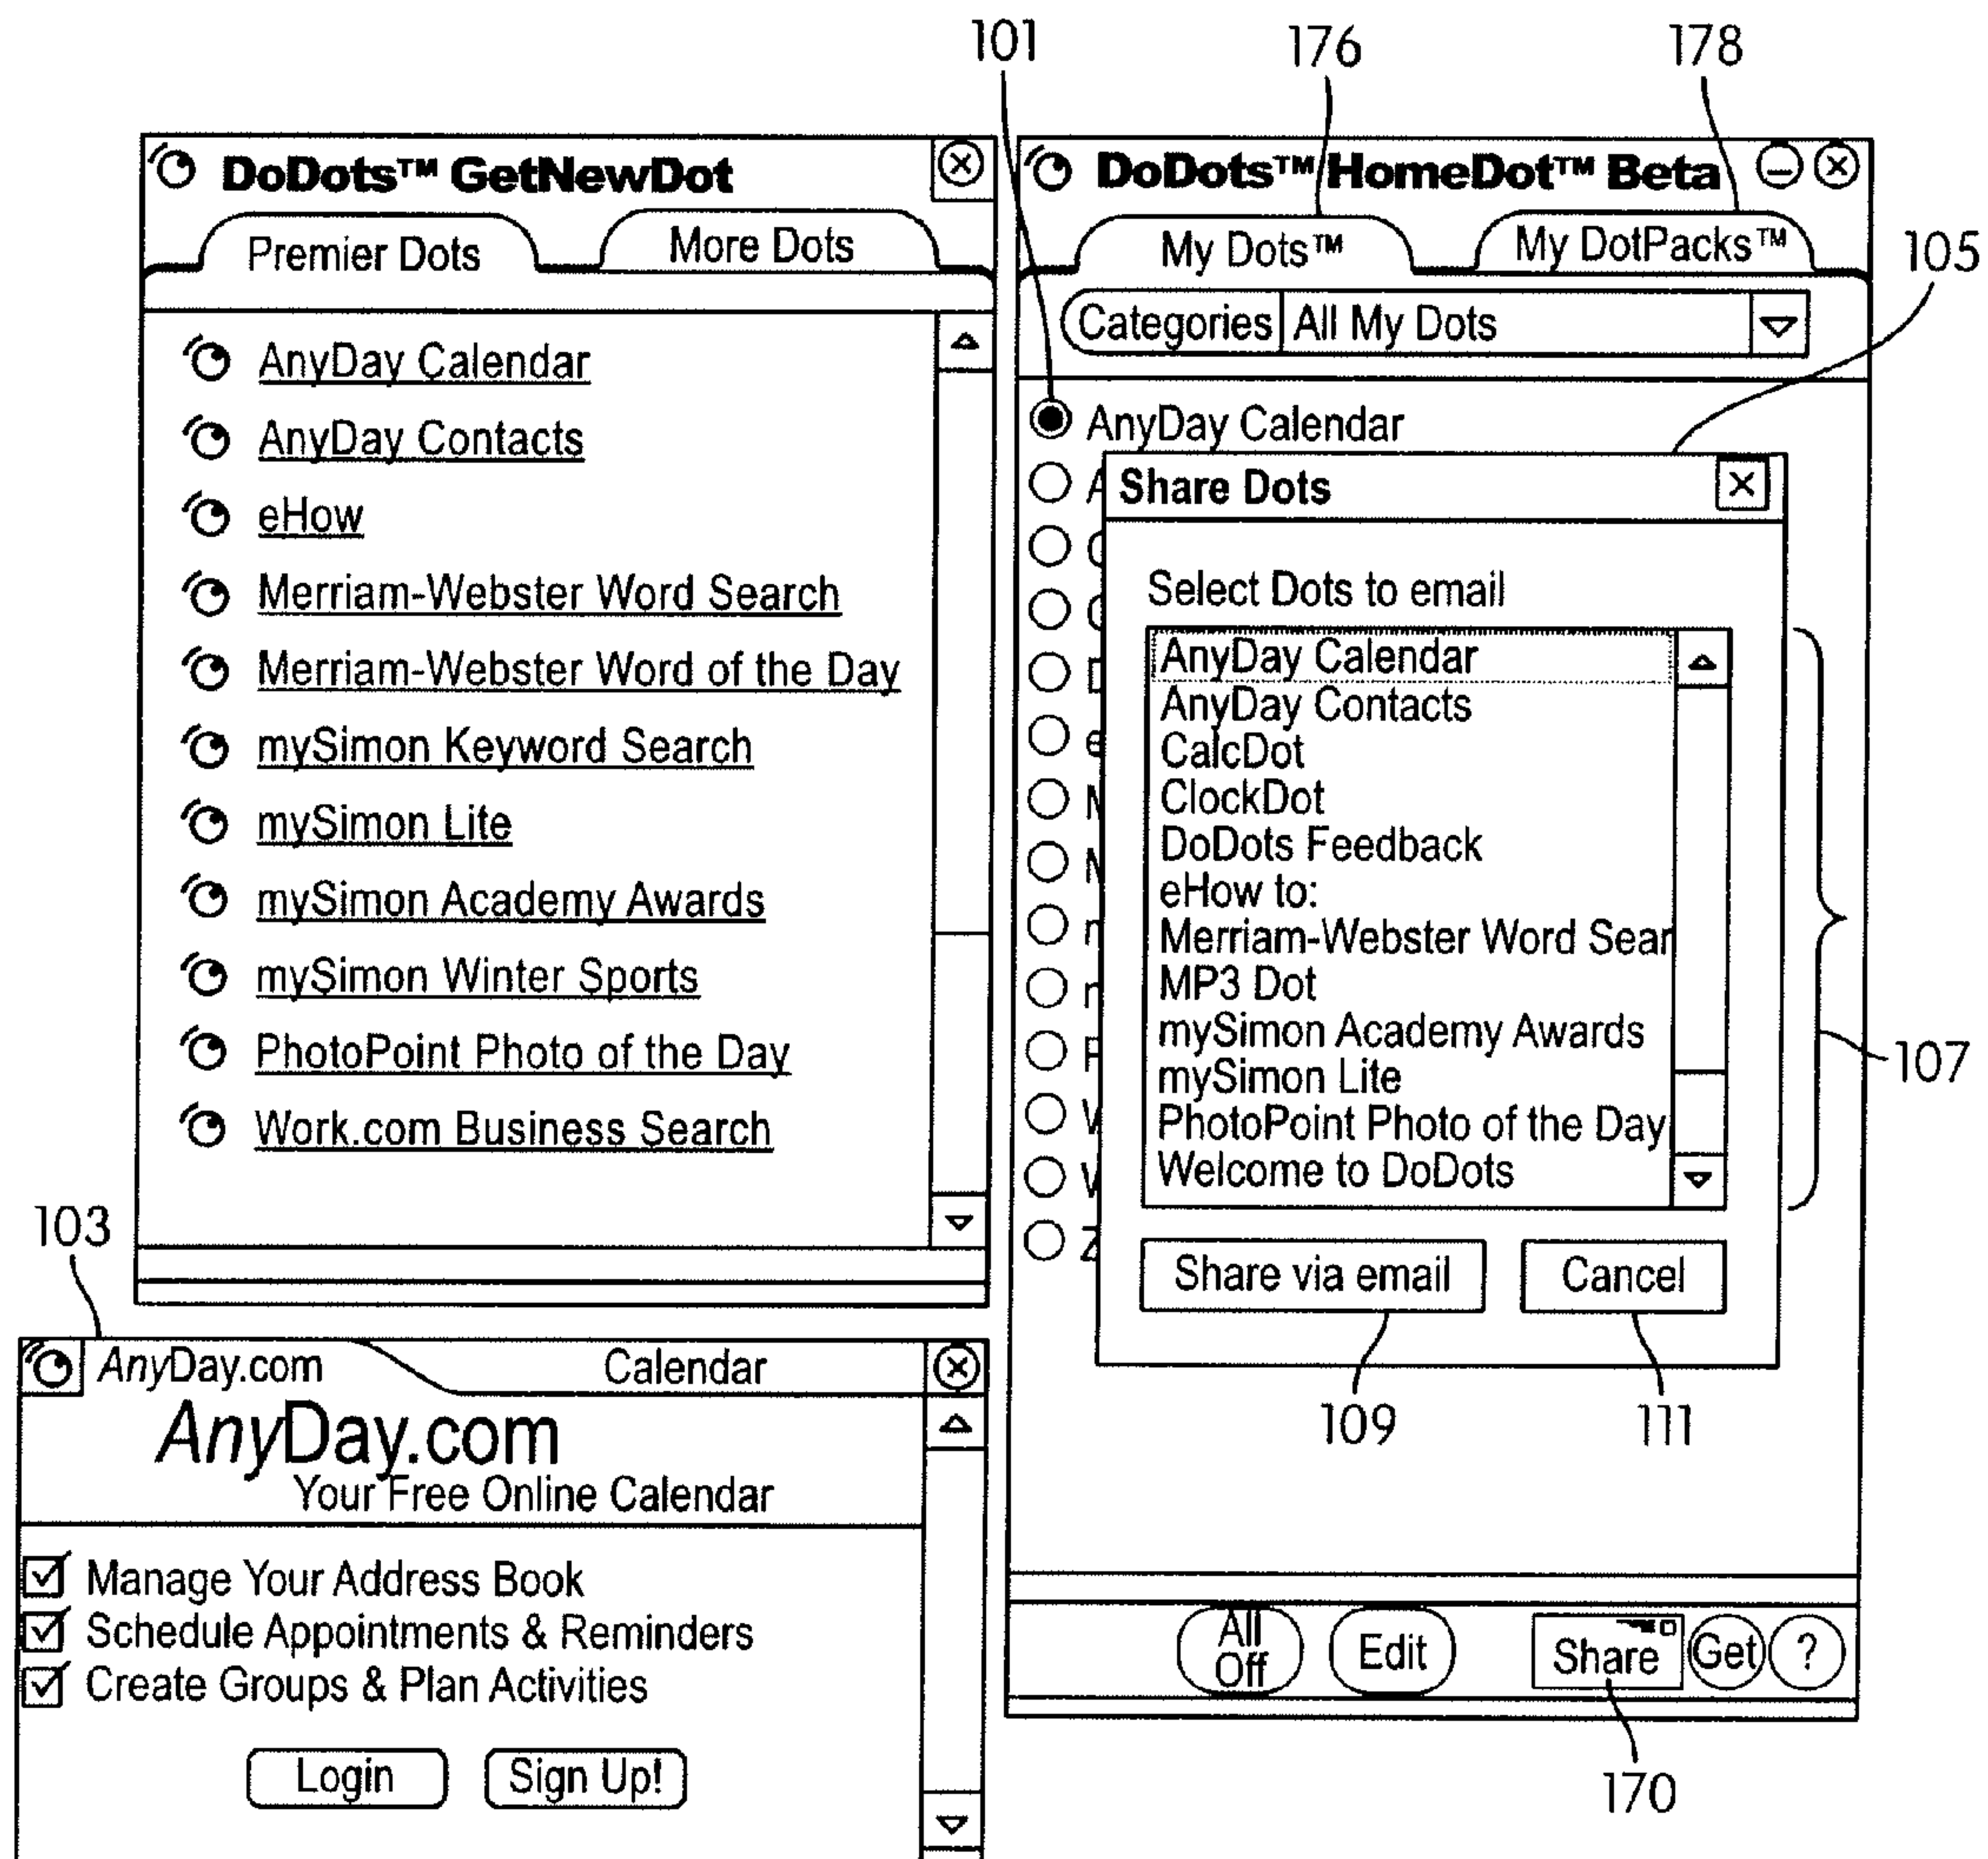 101
176
178
DoDots™ GetNewDot
Premier Dots
More Dots
AnyDay Calendar
AnyDay Contacts
eHow
Merriam-Webster Word Search
Merriam-Webster Word of the Day
mySimon Keyword Search
mySimon Lite
mySimon Academy Awards
mySimon Winter Sports
PhotoPoint Photo of the Day
Work.com Business Search
DoDots™ HomeDot™ Beta
My Dots™
My DotPacks™
105
Categories
All My Dots
AnyDay Calendar
Share Dots
Select Dots to email
AnyDay Calendar
AnyDay Contacts
CalcDot
ClockDot
DoDots Feedback
eHow to:
Merriam-Webster Word Sear
MP3 Dot
mySimon Academy Awards
mySimon Lite
PhotoPoint Photo of the Day
Welcome to DoDots
107
Share via email
Cancel
109
111
103
AnyDay.com
Calendar
AnyDay.com
Your Free Online Calendar
Manage Your Address Book
Schedule Appointments & Reminders
Create Groups & Plan Activities
Login
Sign Up!
All
Off
Edit
Share
Get
?
170